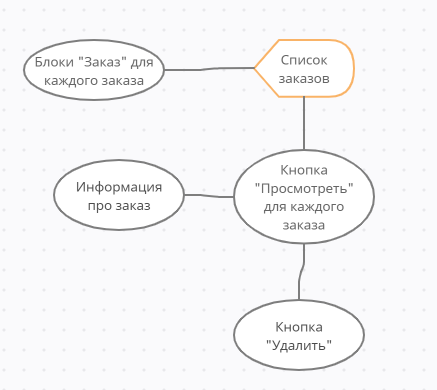 Блоки "Заказ" для
каждого заказа
Список
заказов
Информация
про заказ
Кнопка
"Просмотреть"
для каждого
заказа
Кнопка
"Удалить"